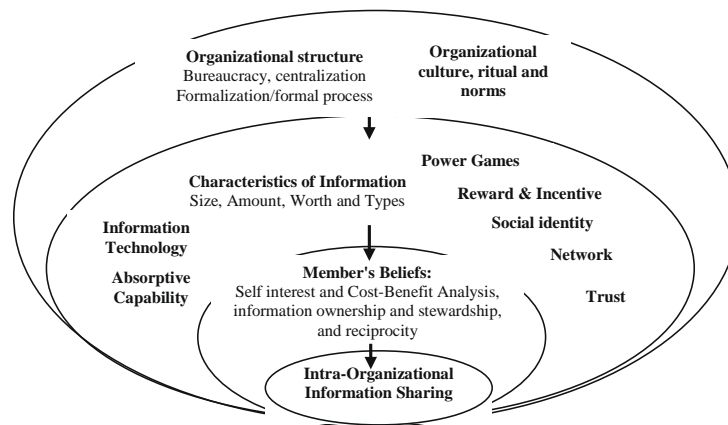 Organizational structure
Bureaucracy, centralization
Formalization/formal process
Organizational
culture, ritual and
norms
Power Games
Characteristics of Information
Size, Amount, Worth and Types
Reward & Incentive
Social identity
Information
Technology
Network
Absorptive
Capability
Member's Beliefs:
Self interest and Cost-Benefit Analysis,
information ownership and stewardship,
and reciprocity
Trust
Intra-Organizational
Information Sharing